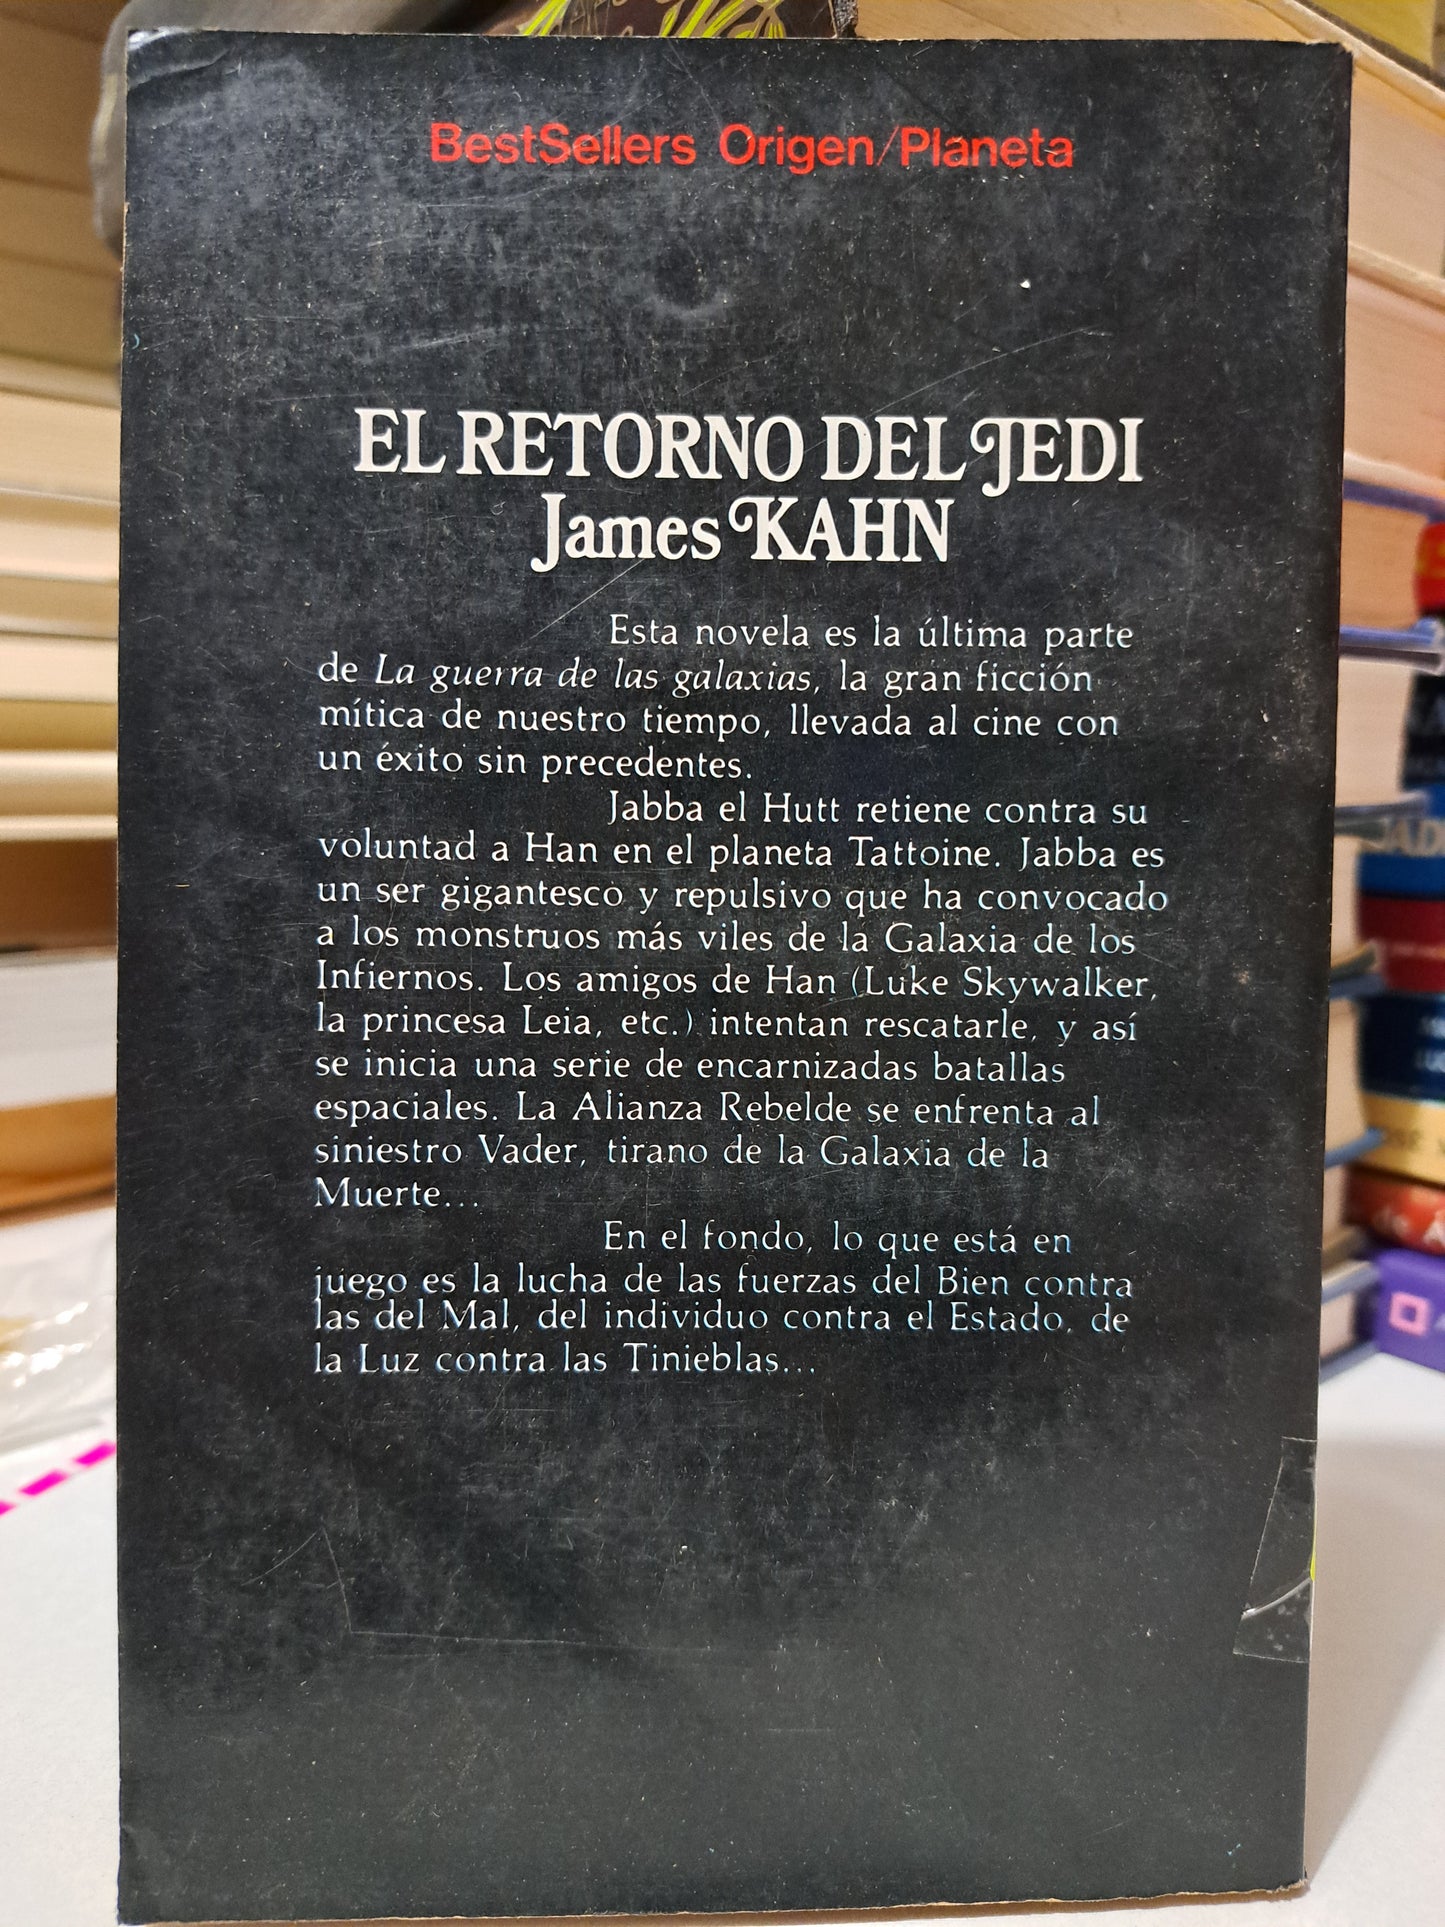 BestSellers Origen/Planeta
EL RETORNO DEL JEDI
James KAHN
Esta novela es la última parte
de La guerra de las galaxias, la gran ficción
mítica de nuestro tiempo, llevada al cine con
un éxito sin precedentes.
Jabba el Hutt retiene contra su
voluntad a Han en el planeta Tattoine. Jabba es
un ser gigantesco y repulsivo que ha convocado
a los monstruos más viles de la Galaxia de los
Infiernos. Los amigos de Han (Luke Skywalker,
la princesa Leia, etc.) intentan rescatarle, y así
se inicia una serie de encarnizadas batallas
espaciales. La Alianza Rebelde se enfrenta al
siniestro Vader, tirano de la Galaxia de la
Muerte...
En el fondo, lo que está en
juego es la lucha de las fuerzas del Bien contra
las del Mal, del individuo contra el Estado, de
la Luz contra las Tinieblas...